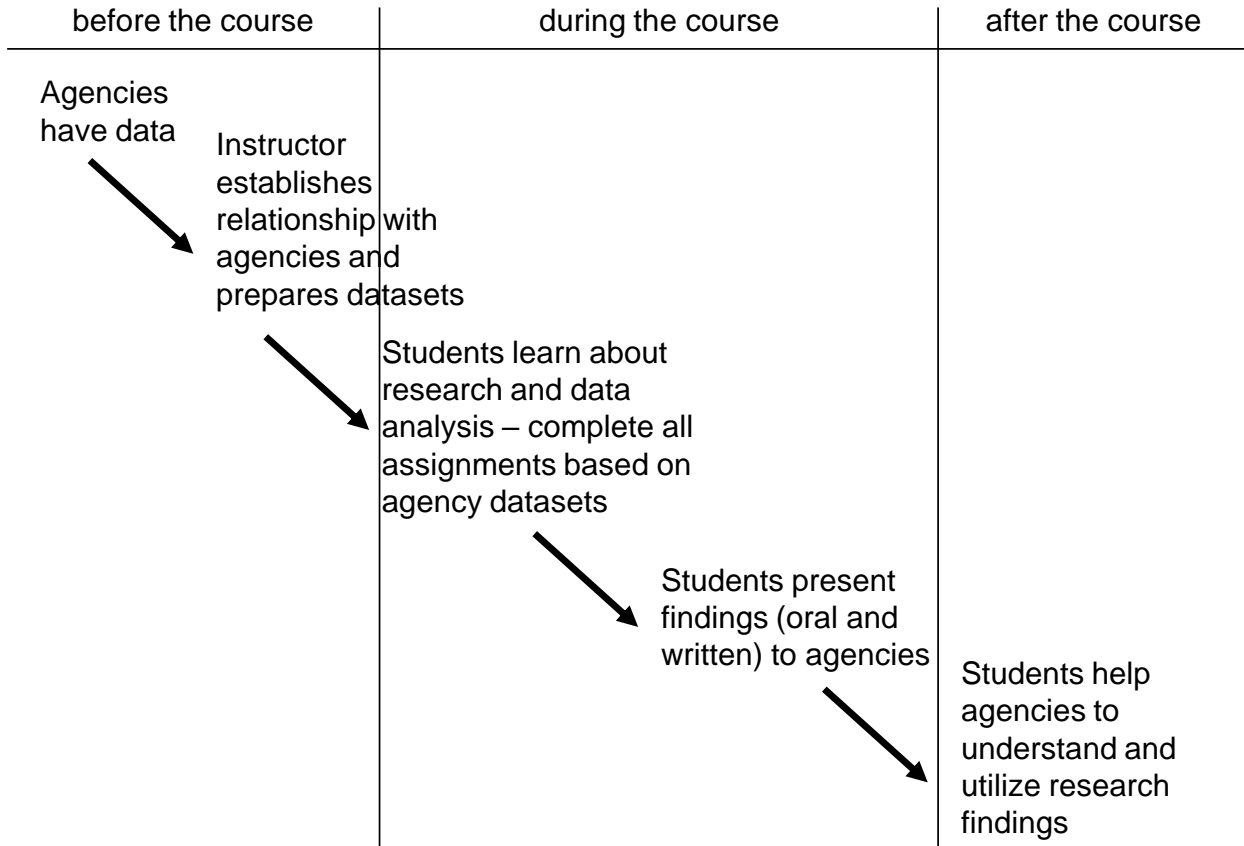 before the course
during the course
after the course
Agencies
have data
Instructor
establishes
relationship with
agencies and
prepares datasets
Students learn about
research and data
analysis – complete all
assignments based on
agency datasets
Students present
findings (oral and
written) to agencies
Students help
agencies to
understand and
utilize research
findings